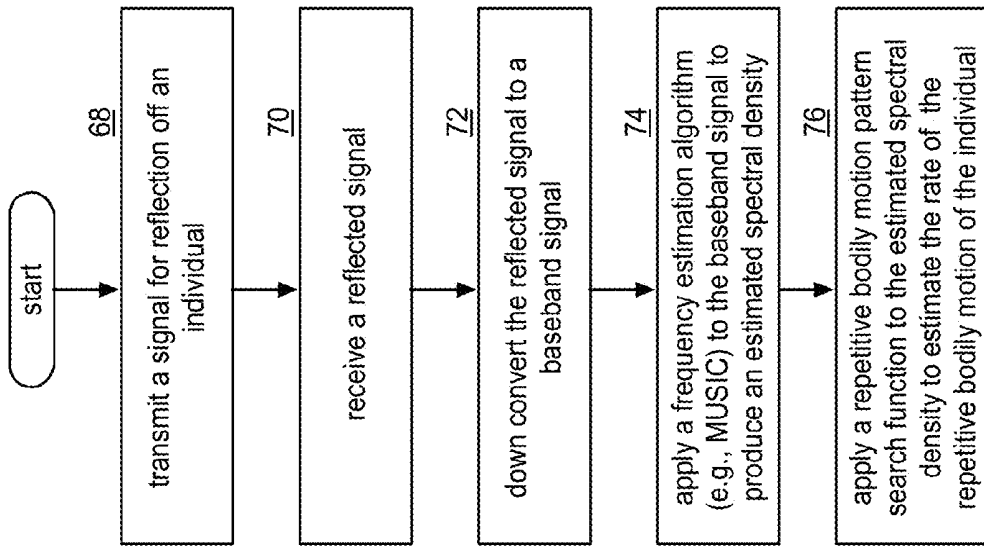 start
68
transmit a signal for reflection off an
individual
70
receive a reflected signal
72
down convert the reflected signal to a
baseband signal
74
apply a frequency estimation algorithm
(e.g., MUSIC) to the baseband signal to
produce an estimated spectral density
76
apply a repetitive bodily motion pattern
search function to the estimated spectral
density to estimate the rate of the
repetitive bodily motion of the individual